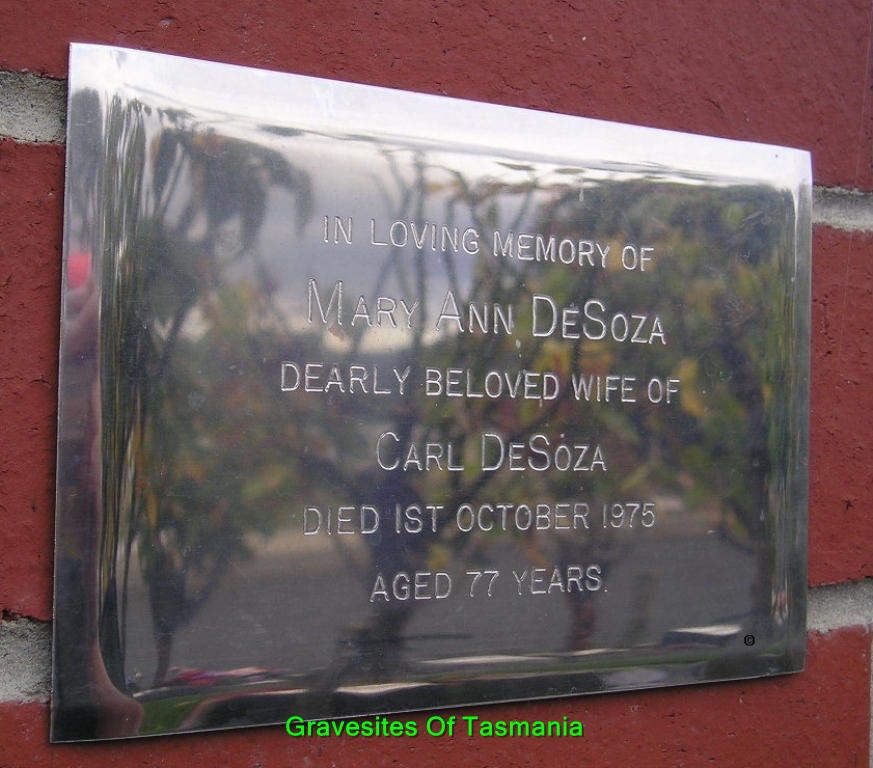 IN LOVING MEMORY OF
MARY ANN DESOZA
DEARLY BELOVED WIFE OF
CARL DESOZA
DIED 1ST OCTOBER 1975
AGED 77 YEARS.
©
Gravesites Of Tasmania